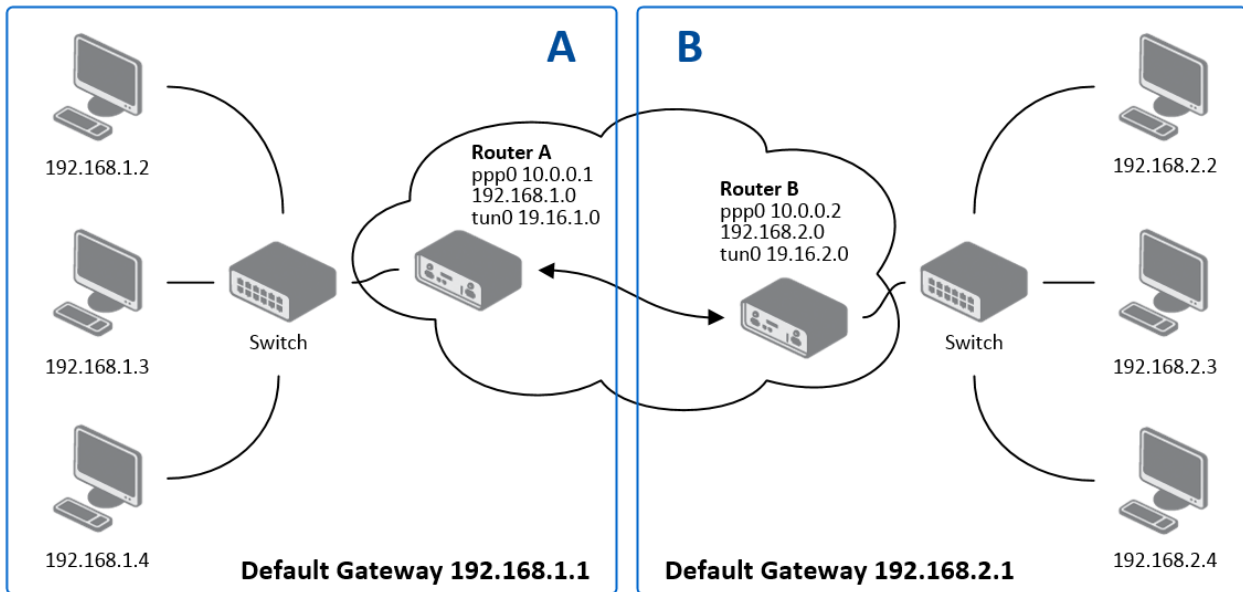 A
192.168.1.2
192.168.1.3
192.168.1.4
Switch
Router A
ppp0 10.0.0.1
192.168.1.0
tun0 19.16.1.0
Default Gateway 192.168.1.1
B
Router B
ppp0 10.0.0.2
192.168.2.0
tun0 19.16.2.0
Switch
192.168.2.2
192.168.2.3
192.168.2.4
Default Gateway 192.168.2.1